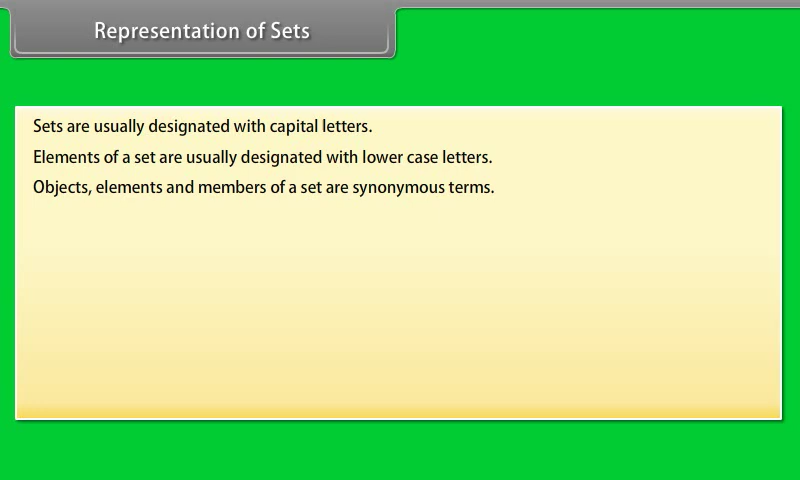 Representation of Sets
Sets are usually designated with capital letters.
Elements of a set are usually designated with lower case letters.
Objects, elements and members of a set are synonymous terms.